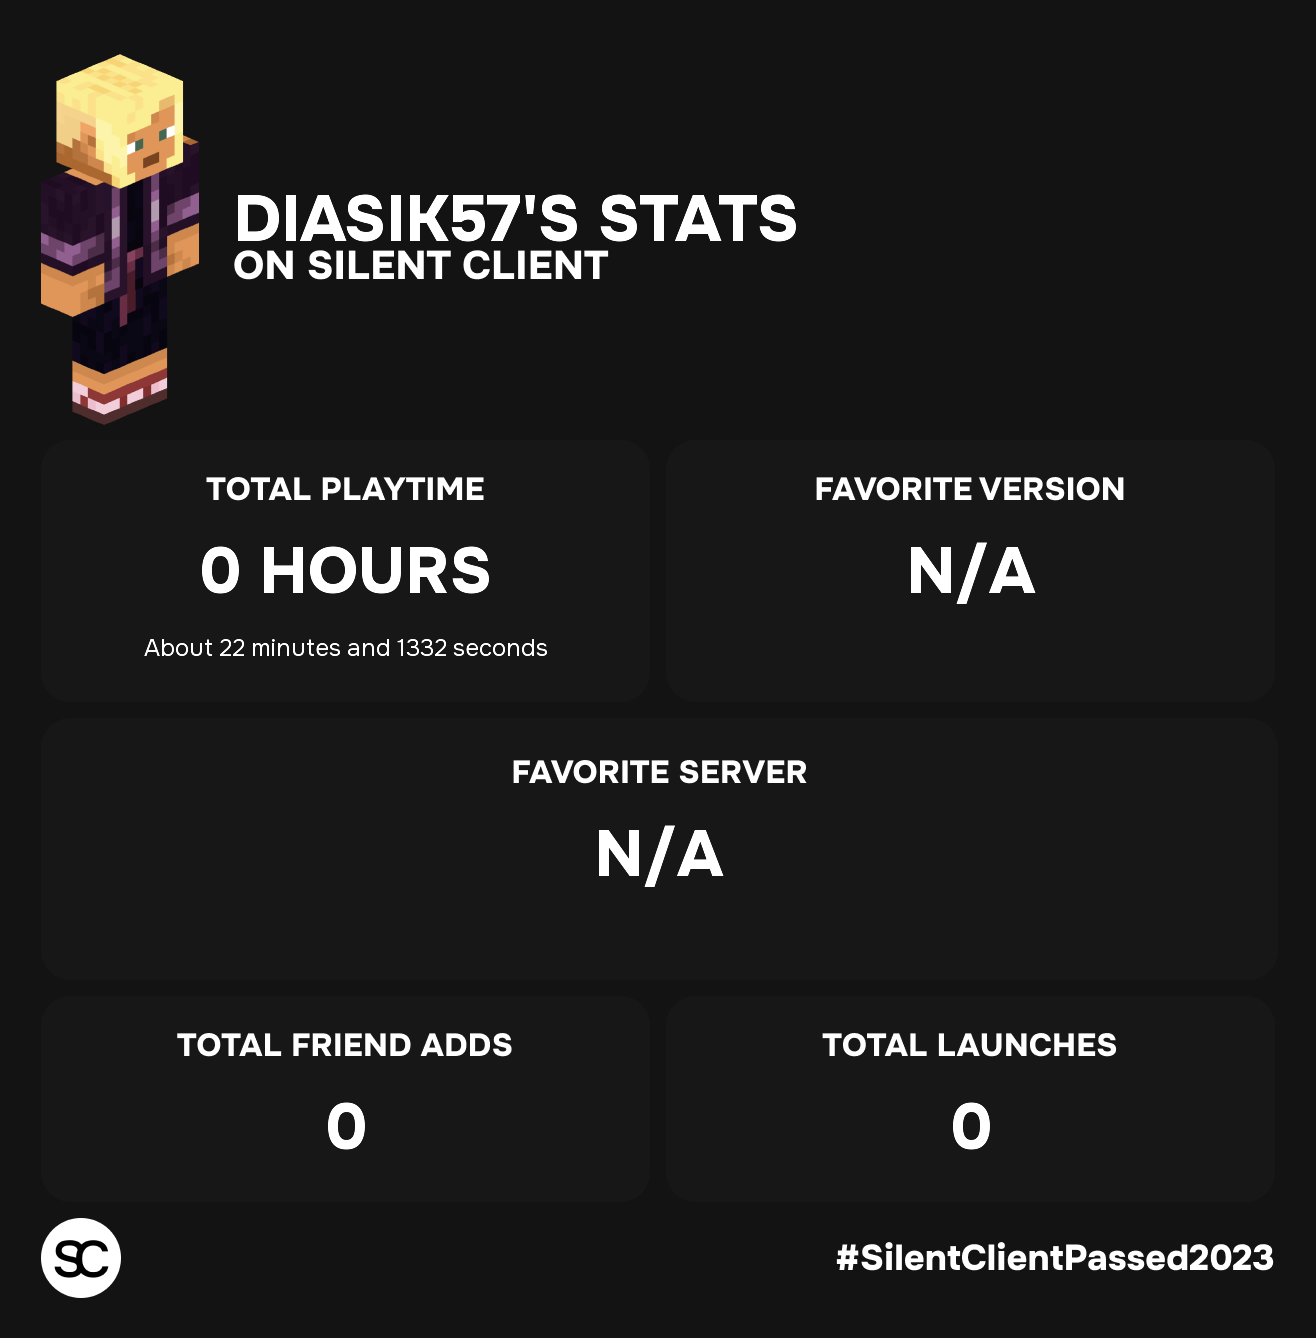 DIASIK57'S STATS
ON SILENT CLIENT
TOTAL PLAYTIME
0 HOURS
About 22 minutes and 1332 seconds
FAVORITE VERSION
N/A
FAVORITE SERVER
N/A
TOTAL FRIEND ADDS
0
TOTAL LAUNCHES
0
SC
#SilentClientPassed2023